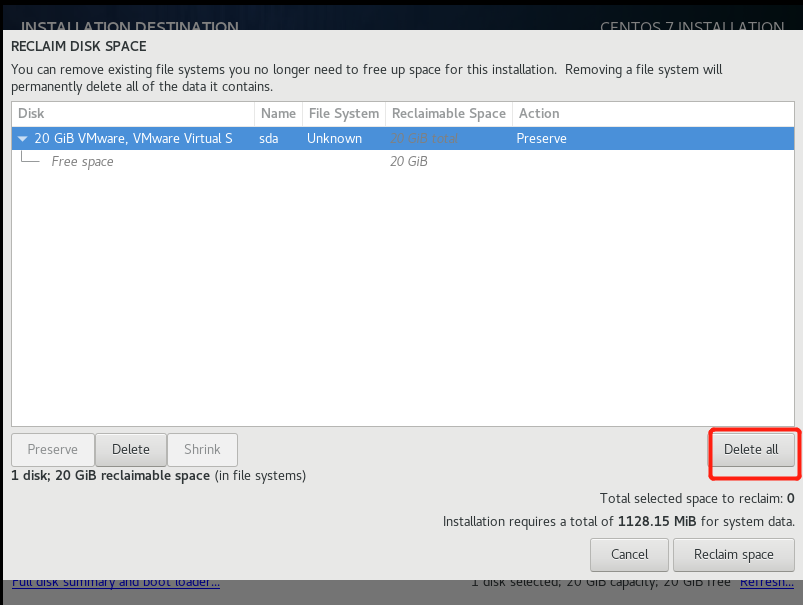 INSTALLATION DESTINATION
CENTOS 7 INSTALLATION
RECLAIM DISK SPACE
You can remove existing file systems you no longer need to free up space for this installation. Removing a file system will
permanently delete all of the data it contains.
Disk Name File System Reclaimable Space Action
20 GiB VMware, VMware Virtual S sda Unknown Preserve
Free space 20 GiB
Preserve Delete Shrink Delete all
1 disk; 20 GiB reclaimable space (in file systems)
Total selected space to reclaim: 0
Installation requires a total of 1128.15 MiB for system data.
Cancel Reclaim space
Full disk summary and boot loader... 1 disk selected; 20 GiB capacity; 20 GiB free Refresh...